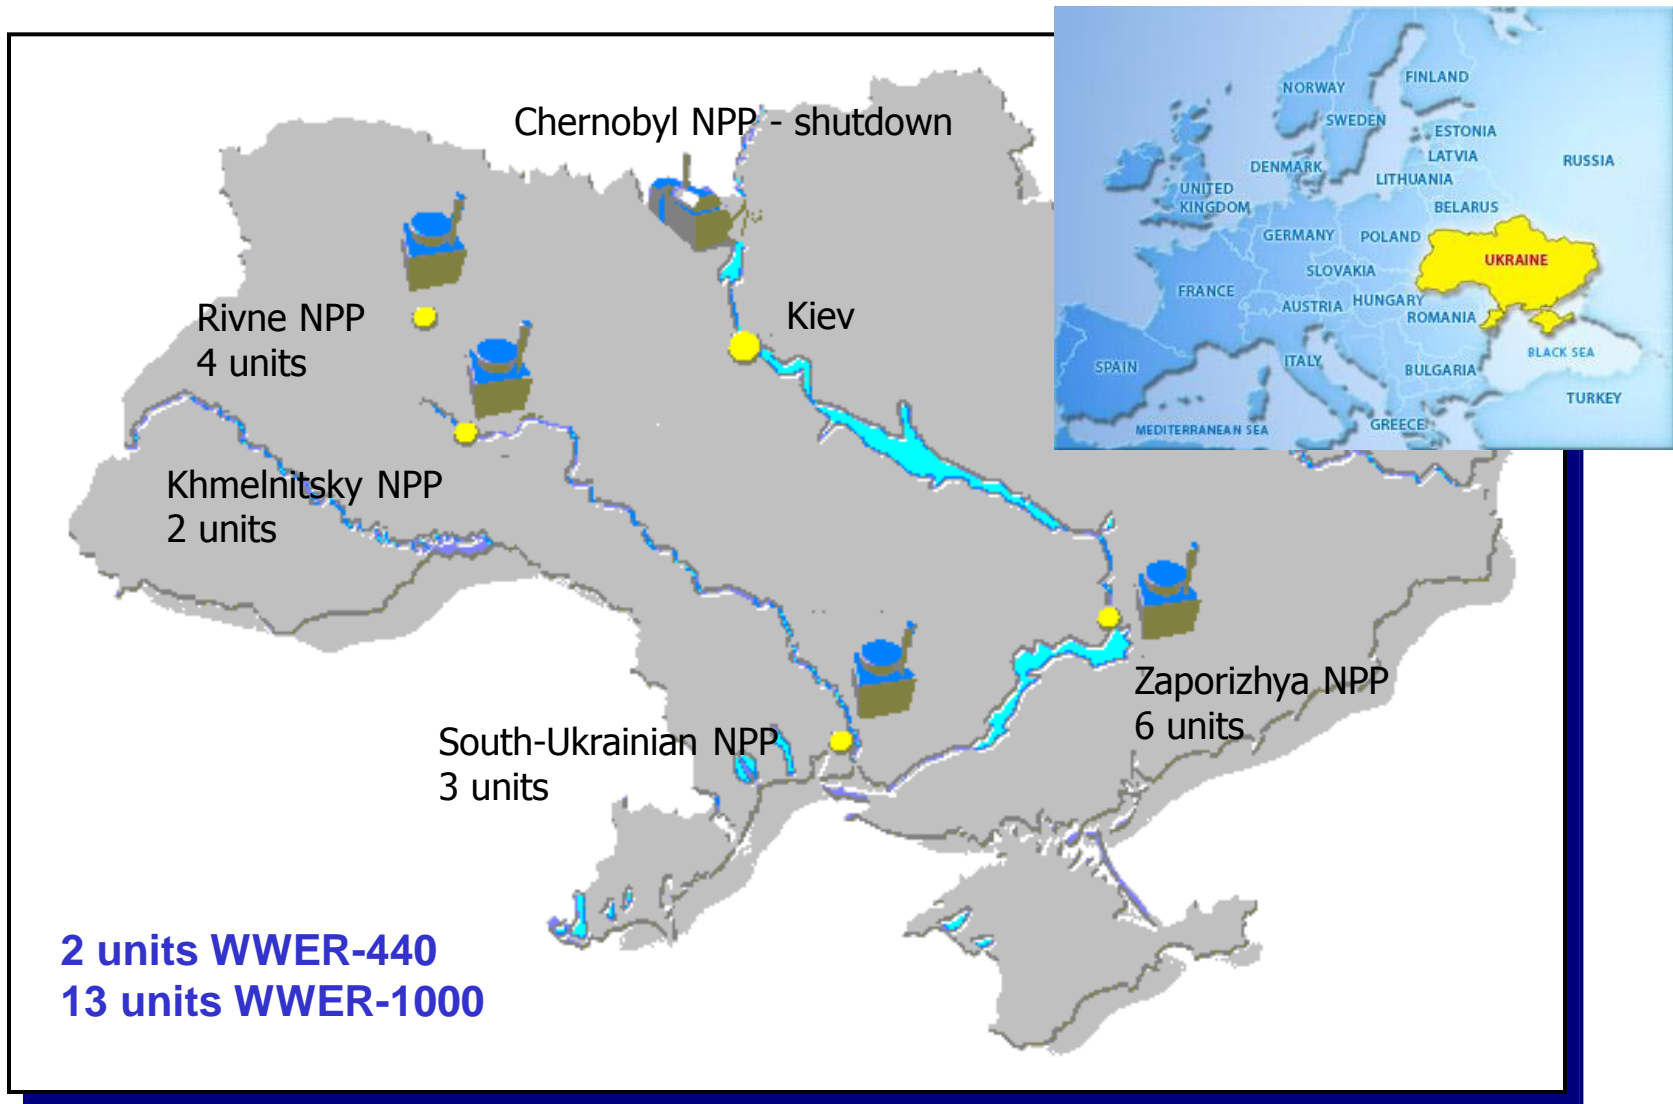 Chernobyl NPP - shutdown
Rivne NPP
4 units
Kiev
Khmelnitsky NPP
2 units
Zaporizhya NPP
6 units
South-Ukrainian NPP
3 units
2 units WWER-440
13 units WWER-1000
NORWAY
FINLAND
SWEDEN
ESTONIA
LATVIA
RUSSIA
DENMARK
LITHUANIA
UNITED
KINGDOM
BELARUS
GERMANY
POLAND
UKRAINE
SLOVAKIA
FRANCE
AUSTRIA
HUNGARY
ROMANIA
BLACK SEA
SPAIN
ITALY
BULGARIA
TURKEY
GREECE
MEDITERRANEAN SEA